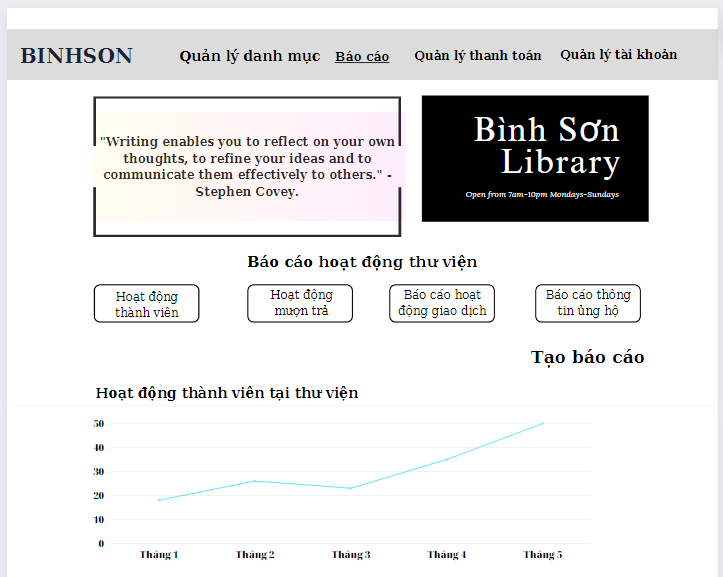 BINHSON
Quản lý danh mục
Báo cáo
Quản lý thanh toán
Quản lý tài khoản
"Writing enables you to reflect on your own
thoughts, to refine your ideas and to
communicate them effectively to others." -
Stephen Covey.
Bình Sơn
Library
Open from 7am-10pm Mondays-Sundays
Báo cáo hoạt động thư viện
Hoạt động
thành viên
Hoạt động
mượn trả
Báo cáo hoạt
động giao dịch
Báo cáo thông
tin ủng hộ
Tạo báo cáo
Hoạt động thành viên tại thư viện
50
40
30
20
10
0
Tháng 1
Tháng 2
Tháng 3
Tháng 4
Tháng 5